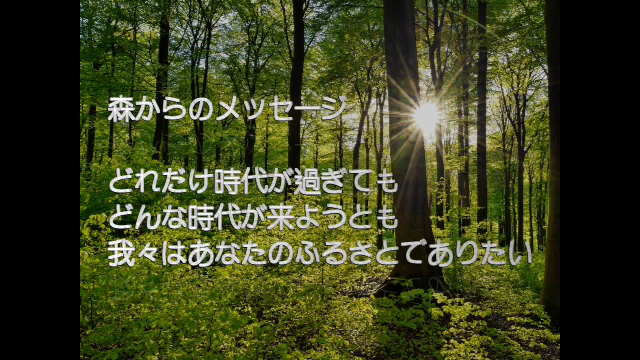 森からのメッセージ
どれだけ時代が過ぎても
どんな時代が来ようとも
我々はあなたのふるさとでありたい